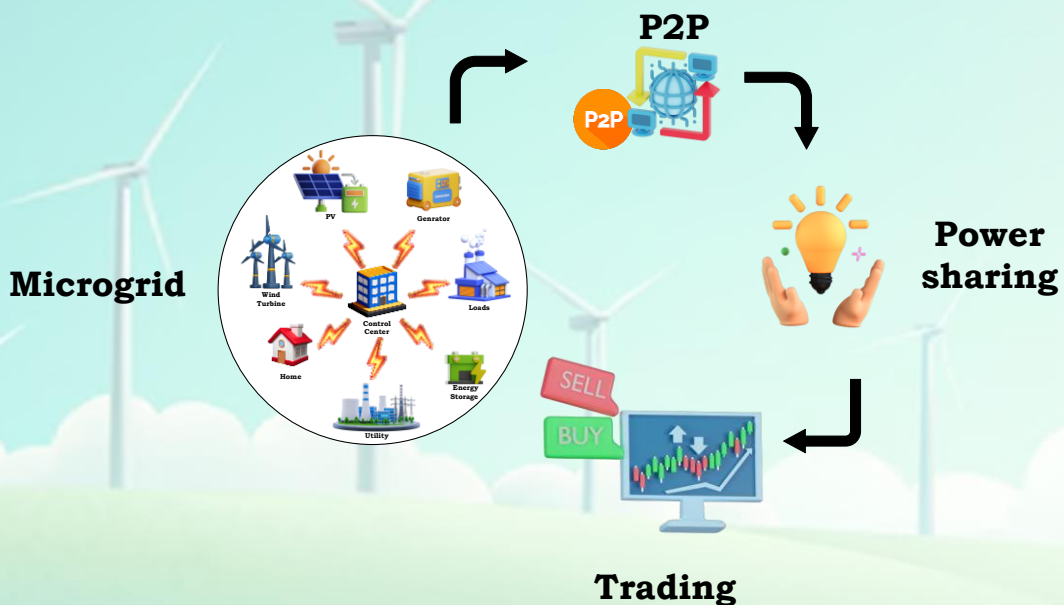 P2P
P2P
Microgrid
PV
Genrator
Wind
Turbine
Loads
Control
Center
Home
Energy
Storage
Utility
Power
sharing
SELL
BUY
Trading